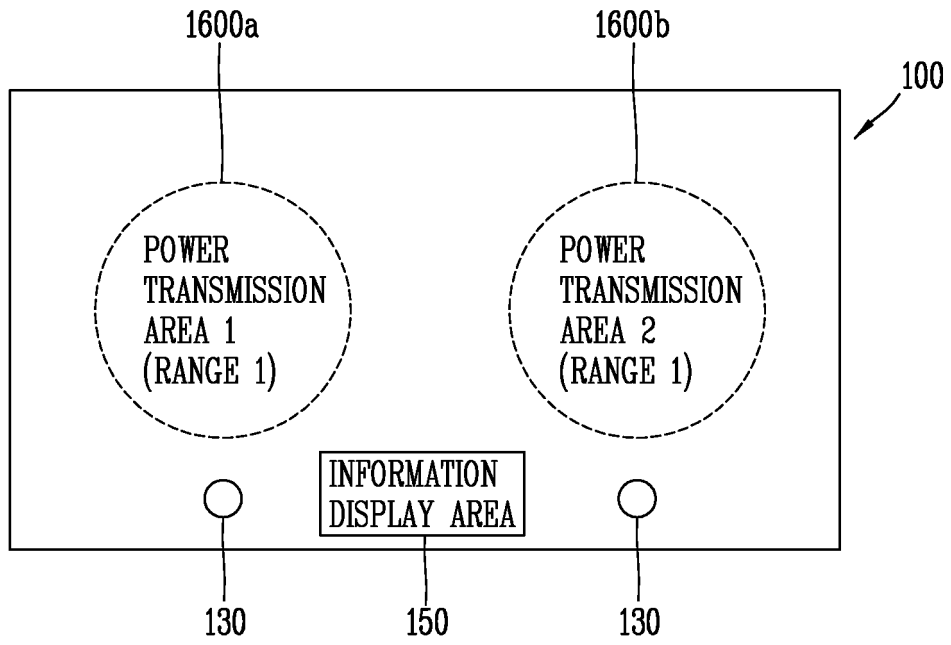 1600a
1600b
100
POWER
TRANSMISSION
AREA 1
(RANGE 1)
POWER
TRANSMISSION
AREA 2
(RANGE 1)
INFORMATION
DISPLAY AREA
130
150
130